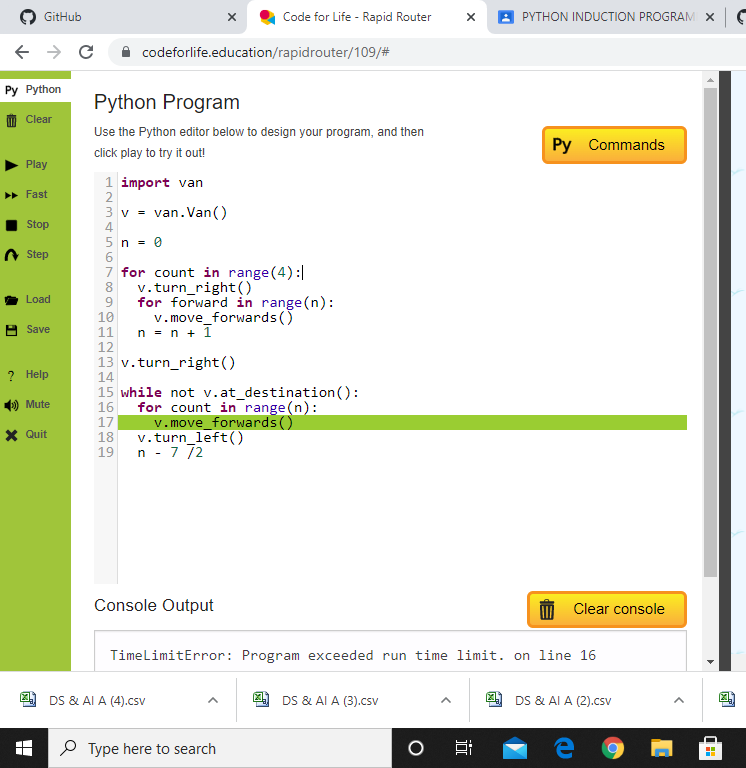 GitHub
Code for Life - Rapid Router
PYTHON INDUCTION PROGRAM
codeforlife.education/rapidrouter/109/#
Py Python
Clear
Play
Fast
Stop
Step
Load
Save
? Help
Mute
Quit
Python Program
Use the Python editor below to design your program, and then
click play to try it out!
Py Commands
1 import van
2
3 v = van.Van()
4
5 n = 0
6
7 for count in range(4):
8 v.turn_right()
9 for forward in range(n):
10 v.move_forwards()
11 n = n + 1
12
13 v.turn_right()
14
15 while not v.at_destination():
16 for count in range(n):
17 v.move_forwards()
18 v.turn_left()
19 n - 7 /2
Console Output
Clear console
TimeLimitError: Program exceeded run time limit. on line 16
DS & AI A (4).csv
DS & AI A (3).csv
DS & AI A (2).csv
Type here to search